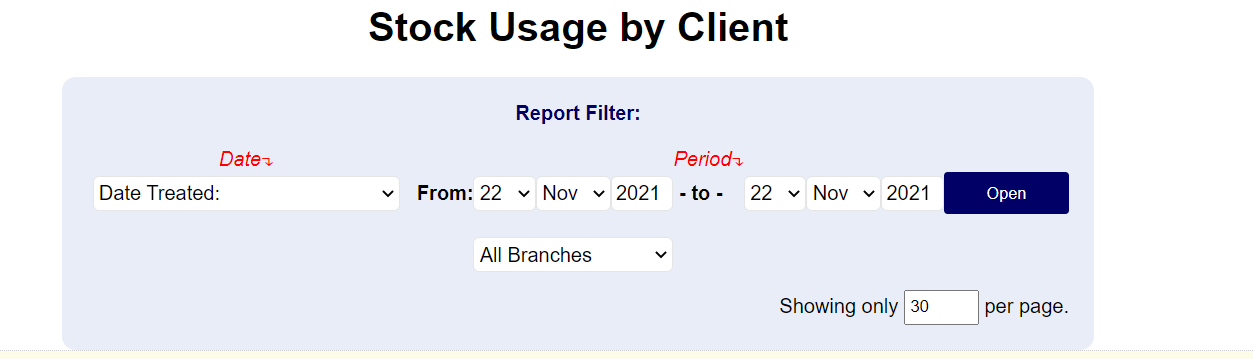 Stock Usage by Client
Report Filter:
Date Period
Date Treated: From: 22 Nov 2021 - to - 22 Nov 2021 Open
All Branches
Showing only 30 per page.